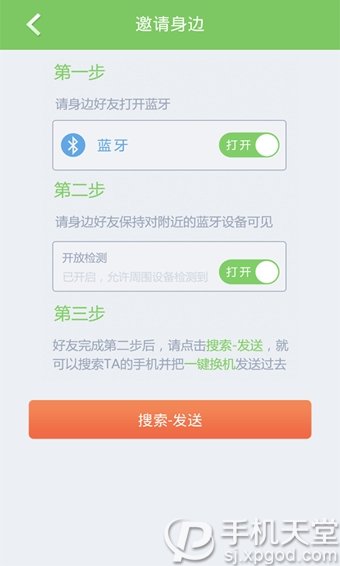 邀请身边
第一步
请身边好友打开蓝牙
蓝牙 打开
第二步
请身边好友保持对附近的蓝牙设备可见
开放检测
已开启，允许周围设备检测到 打开
第三步
好友完成第二步后，请点击搜索-发送，就
可以搜索TA的手机并把一键换机发送过去
搜索-发送
手机天堂
sj.xpgod.com